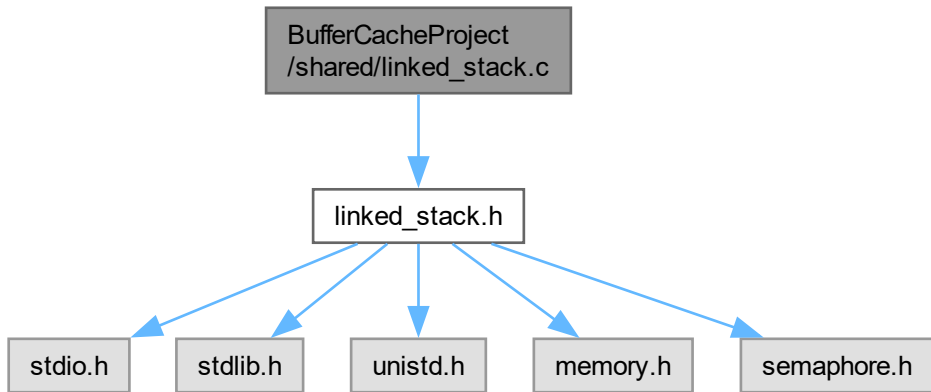 BufferCacheProject
/shared/linked_stack.c
linked_stack.h
stdio.h
stdlib.h
unistd.h
memory.h
semaphore.h